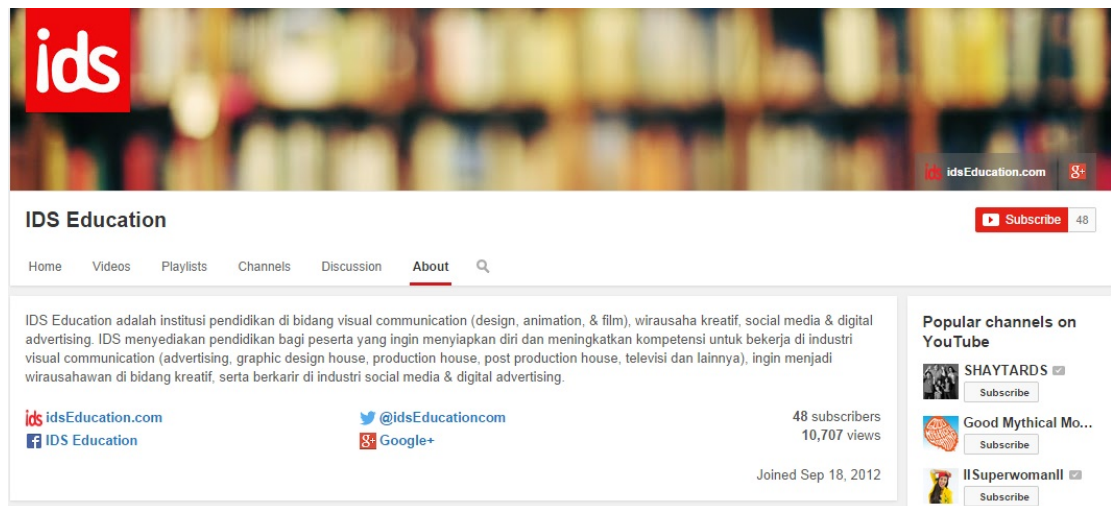 ids
ids idsEducation.com g+
IDS Education
Subscribe 48
Home Videos Playlists Channels Discussion About
IDS Education adalah institusi pendidikan di bidang visual communication (design, animation, & film), wirausaha kreatif, social media & digital
advertising. IDS menyediakan pendidikan bagi peserta yang ingin menyiapkan diri dan meningkatkan kompetensi untuk bekerja di industri
visual communication (advertising, graphic design house, production house, post production house, televisi dan lainnya), ingin menjadi
wirausahawan di bidang kreatif, serta berkarir di industri social media & digital advertising.
ids idsEducation.com @idsEducationcom 48 subscribers
f IDS Education g+ Google+ 10,707 views
Joined Sep 18, 2012
Popular channels on
YouTube
SHAYTARDS
Subscribe
Good Mythical Mo...
Subscribe
IISuperwomanII
Subscribe